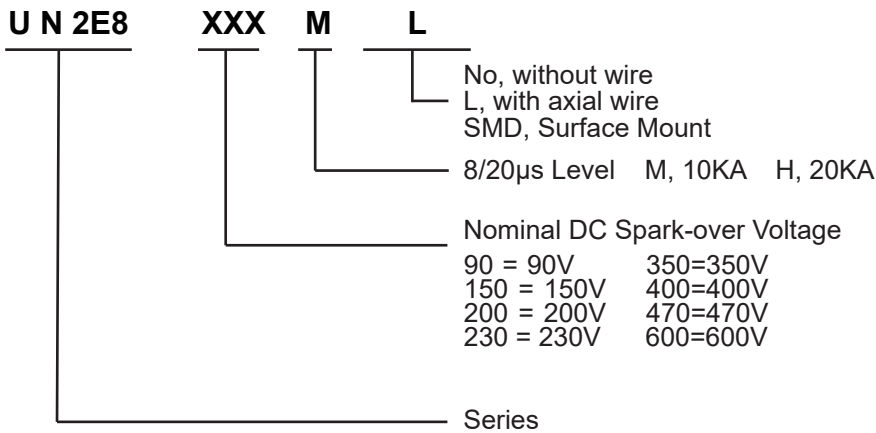 U N 2E8 XXX M L
No, without wire
L, with axial wire
SMD, Surface Mount
8/20µs Level M, 10KA H, 20KA
Nominal DC Spark-over Voltage
90 = 90V 350=350V
150 = 150V 400=400V
200 = 200V 470=470V
230 = 230V 600=600V
Series